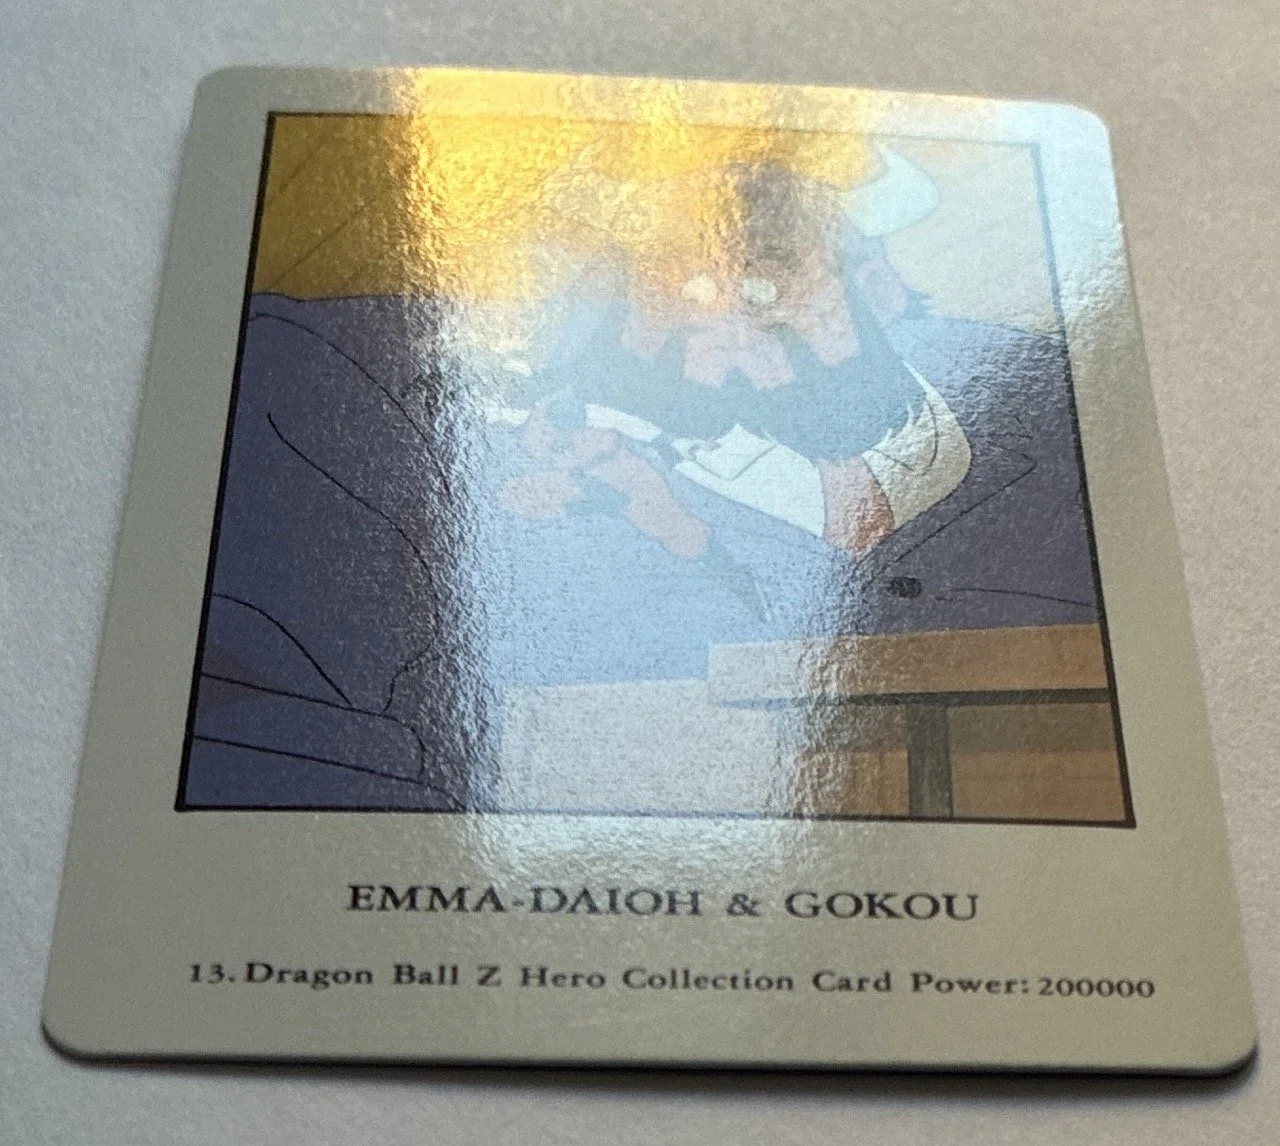 EMMA-DAIOH & GOKOU
13. Dragon Ball Z Hero Collection Card Power: 200000